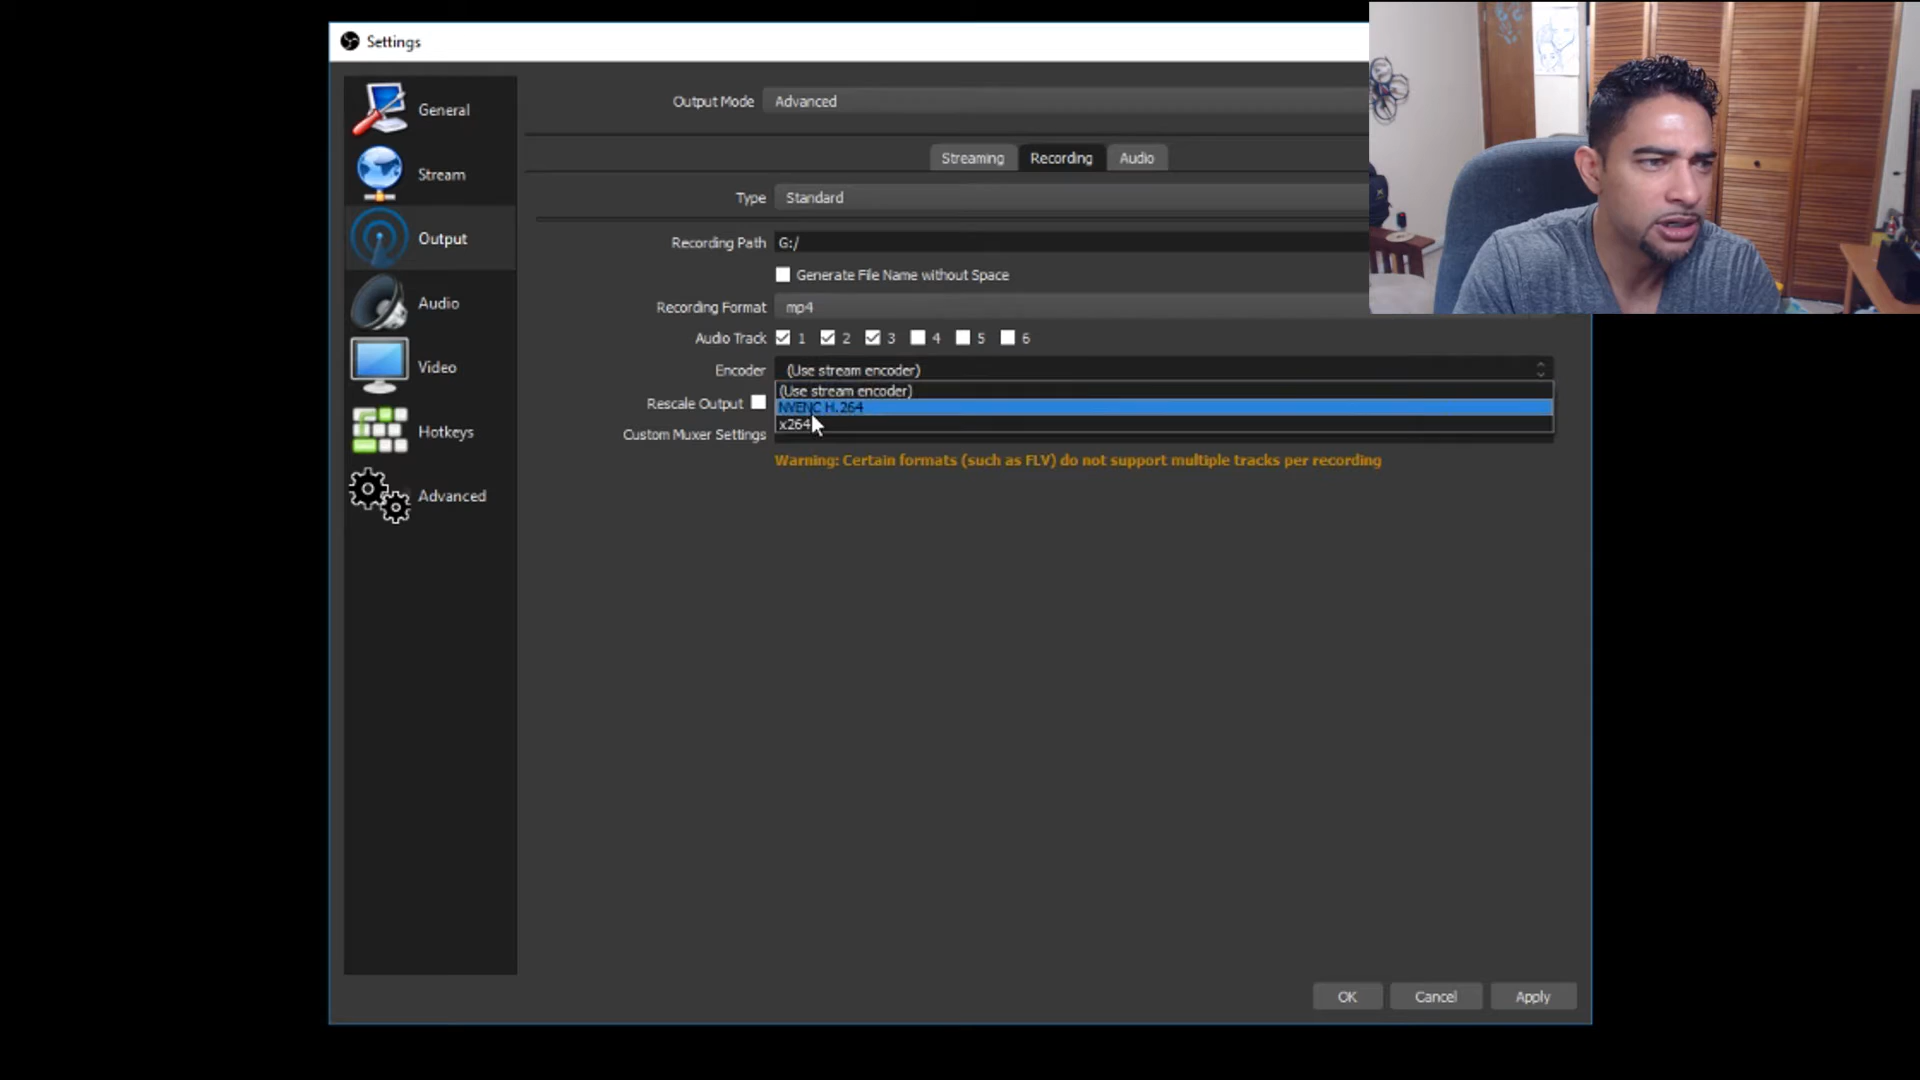 Settings
General
Stream
Output
Audio
Video
Hotkeys
Advanced
Output Mode Advanced
Streaming Recording Audio
Type Standard
Recording Path G:/
Generate File Name without Space
Recording Format mp4
Audio Track 1 2 3 4 5 6
Encoder (Use stream encoder)
(Use stream encoder)
NVENC H.264
x264
Rescale Output
Custom Muxer Settings
Warning: Certain formats (such as FLV) do not support multiple tracks per recording
OK Cancel Apply